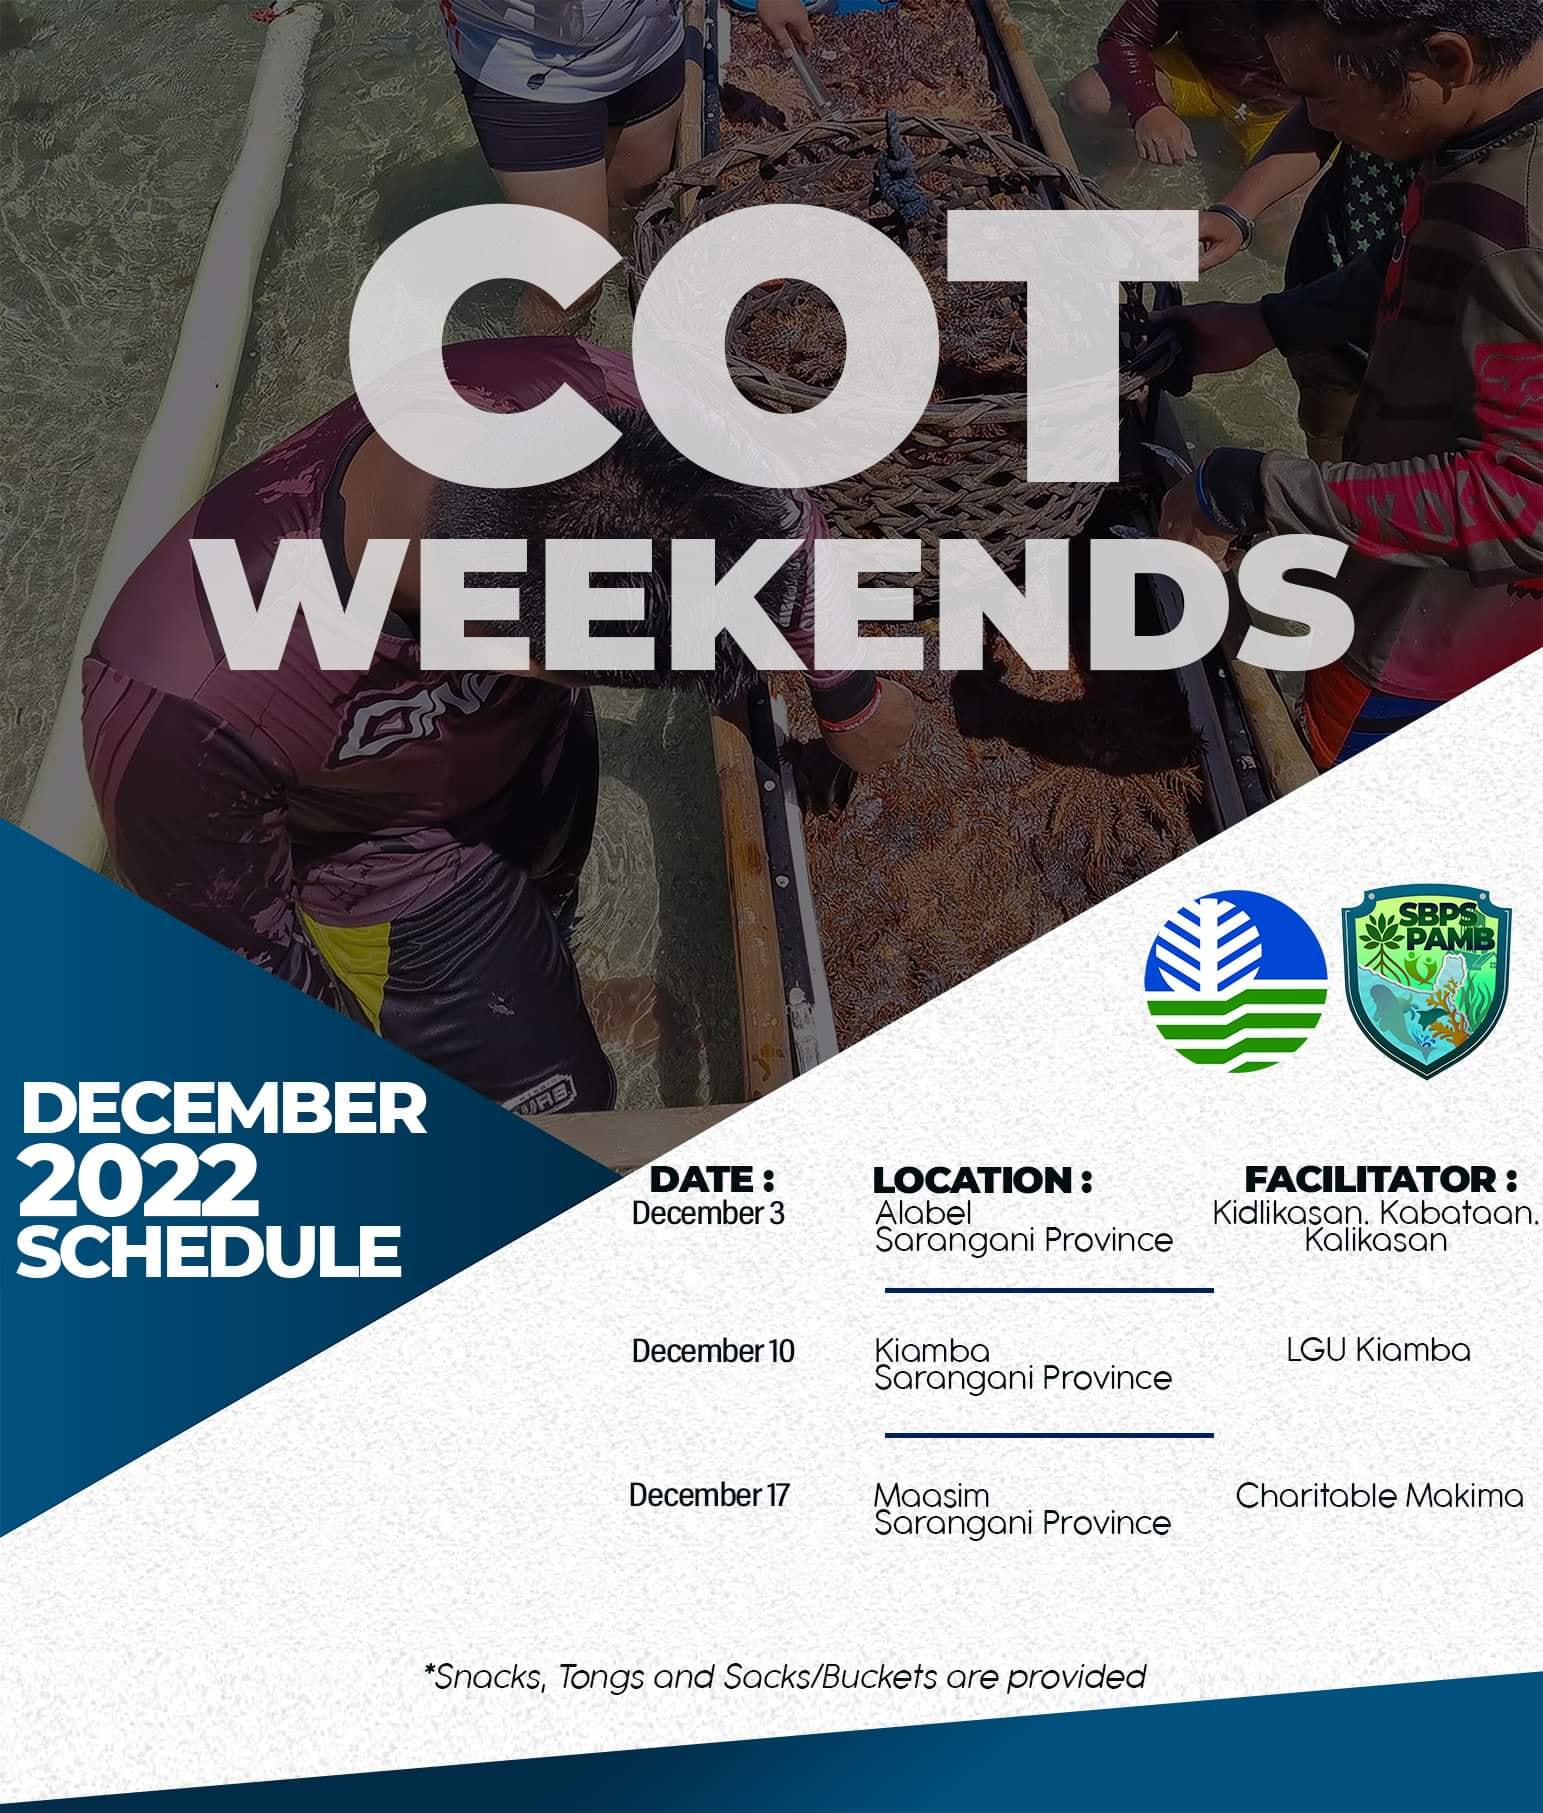 COT
WEEKENDS
SBPS
PAMB
DECEMBER
2022
SCHEDULE
DATE :
LOCATION :
FACILITATOR :
December 3
Alabel
Sarangani Province
Kidlikasan. Kabataan.
Kalikasan
December 10
Kiamba
Sarangani Province
LGU Kiamba
December 17
Maasim
Sarangani Province
Charitable Makima
*Snacks, Tongs and Sacks/Buckets are provided